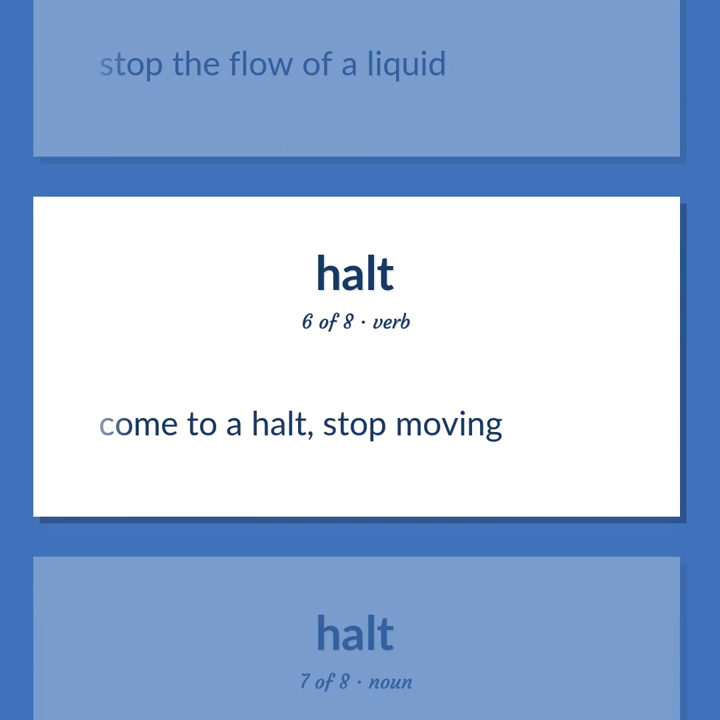 stop the flow of a liquid
halt
6 of 8 · verb
come to a halt, stop moving
halt
7 of 8 · noun